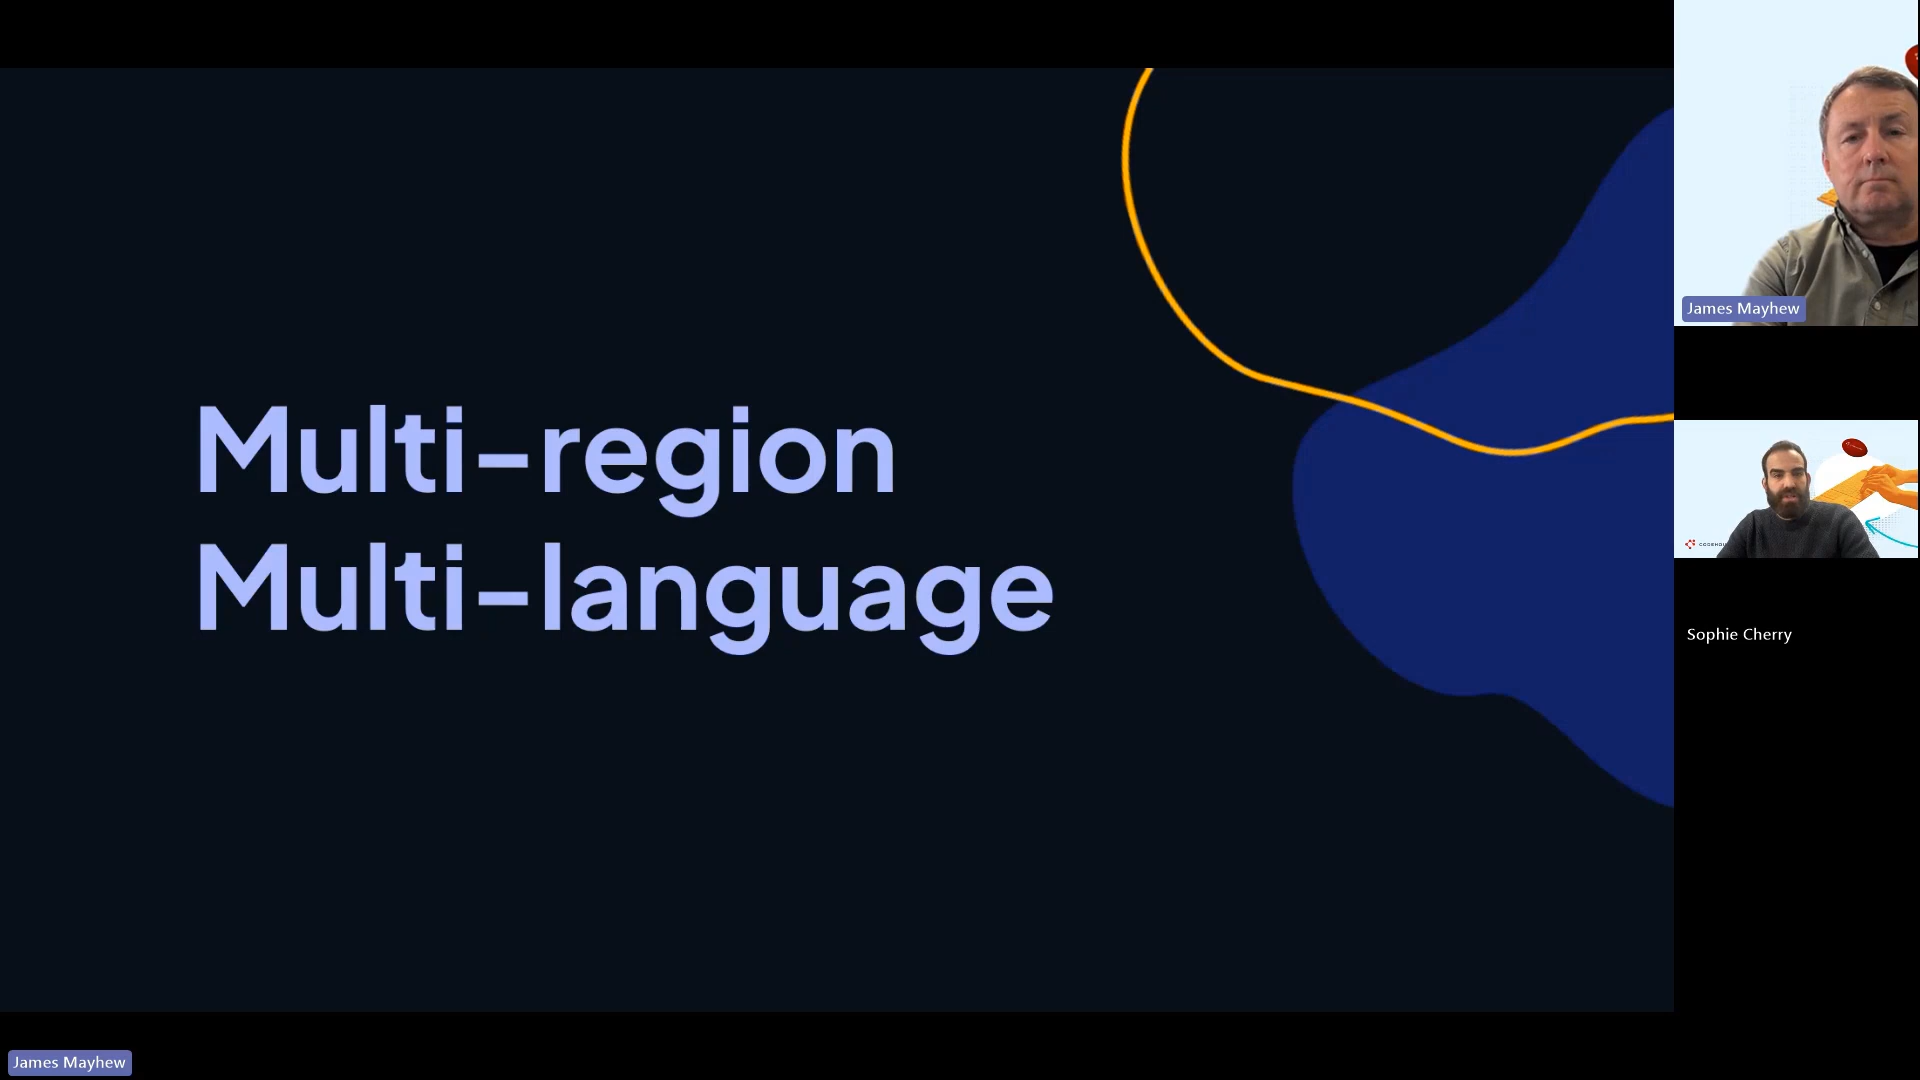 Multi-region
Multi-language
James Mayhew
Sophie Cherry
James Mayhew